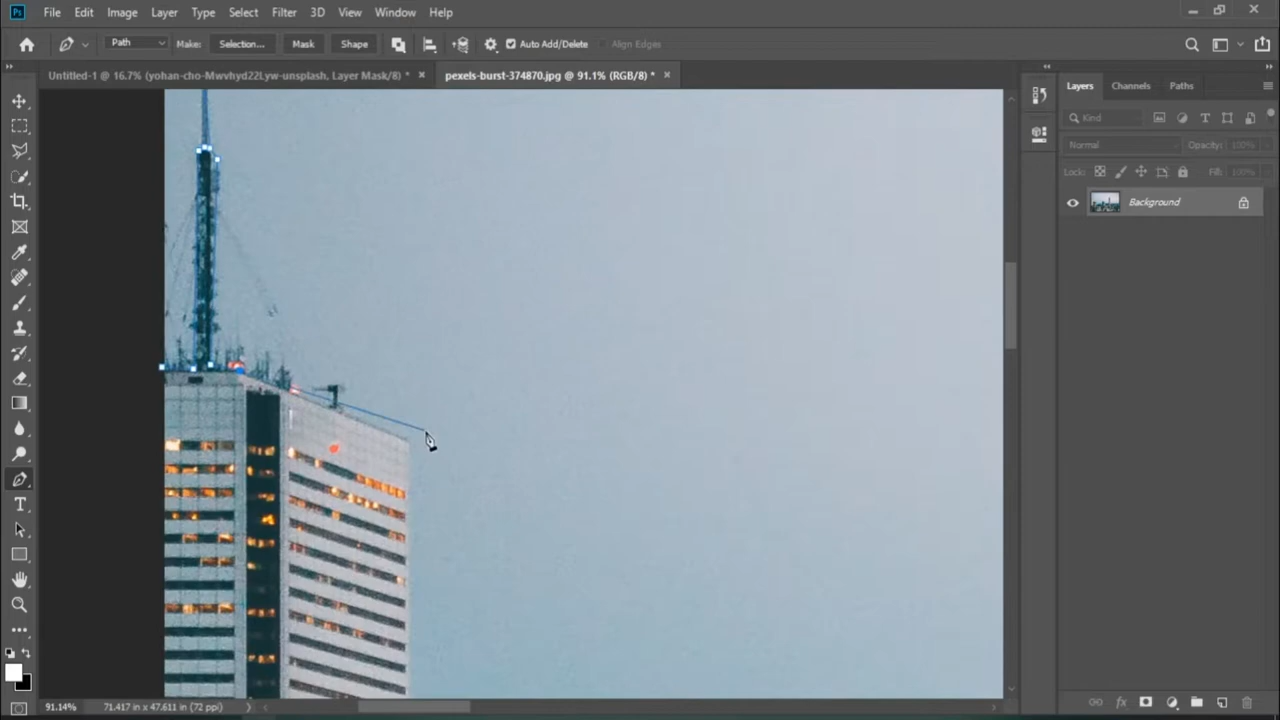 Ps File Edit Image Layer Type Select Filter 3D View Window Help
Path Make: Selection... Mask Shape Auto Add/Delete Align Edges
Untitled-1 @ 16.7% (yohan-cho-Mwvhyd22Lyw-unsplash, Layer Mask/8) * × pexels-burst-374870.jpg @ 91.1% (RGB/8) * ×
Layers Channels Paths
Kind
Normal Opacity: 100%
Lock: Fill: 100%
Background
T
91.14% 71.417 in x 47.611 in (72 ppi)
fx